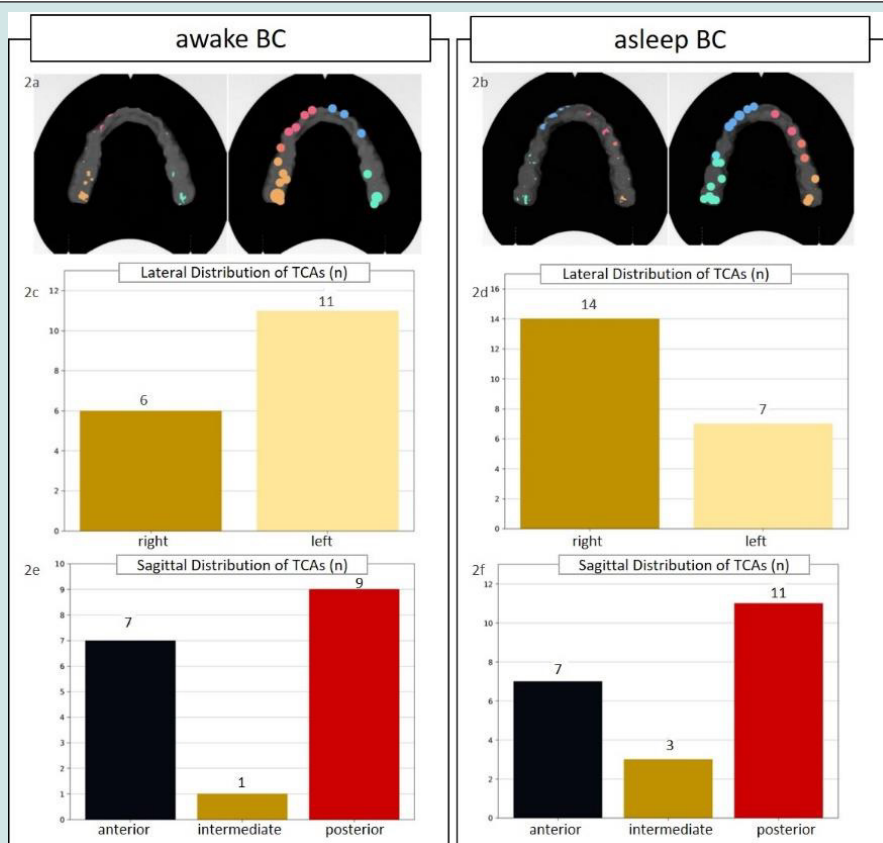 awake BC
asleep BC
2a
2b
Lateral Distribution of TCAs (n)
2c
12
10
8
6
4
2
0
6
11
right
left
Lateral Distribution of TCAs (n)
2d
16
14
12
10
8
6
4
2
0
14
7
right
left
Sagittal Distribution of TCAs (n)
2e
10
9
8
7
6
5
4
3
2
1
0
7
1
9
anterior
intermediate
posterior
Sagittal Distribution of TCAs (n)
2f
12
10
8
6
4
2
0
7
3
11
anterior
intermediate
posterior